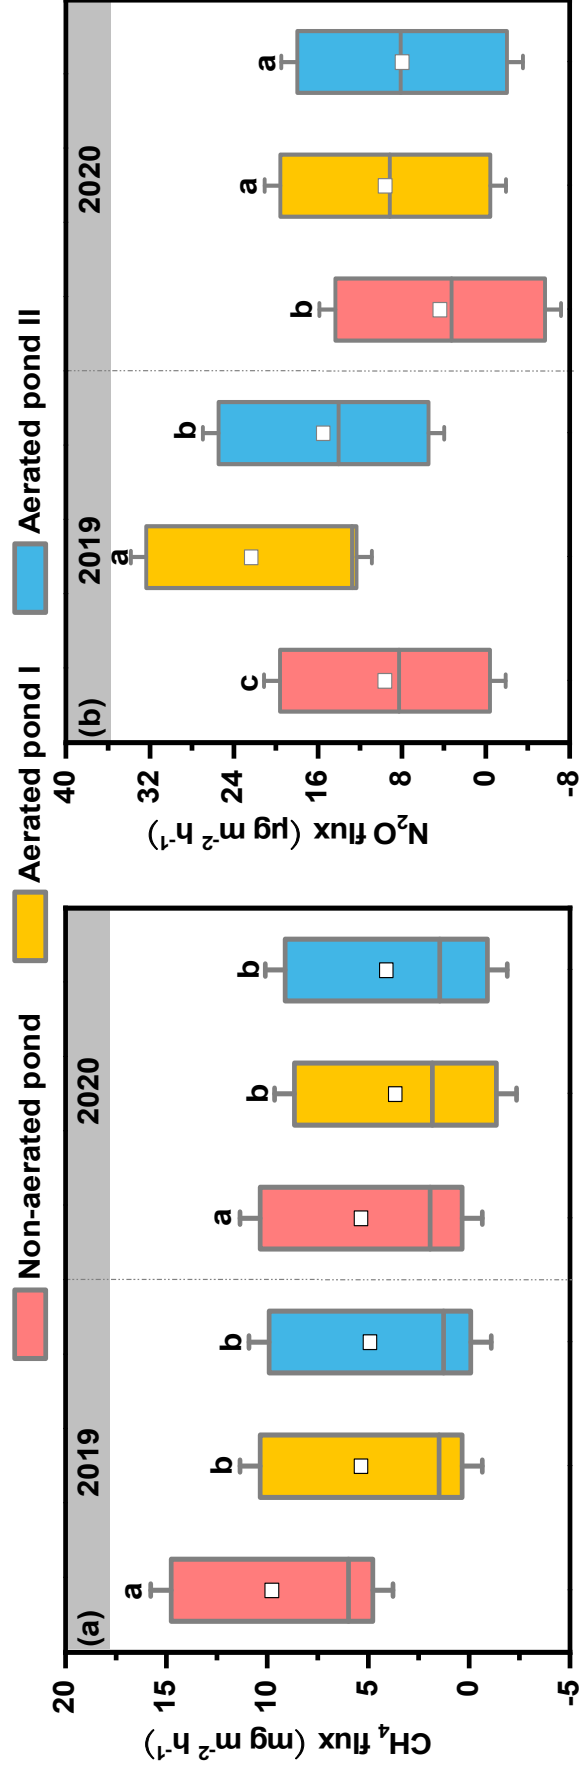 Non-aerated pond Aerated pond I Aerated pond II
(a) 2019 2020
CH₄ flux (mg m⁻² h⁻¹)
20
15
10
5
0
-5
a b b a b b
(b) 2019 2020
N₂O flux (μg m⁻² h⁻¹)
40
32
24
16
8
0
-8
c a b b a a